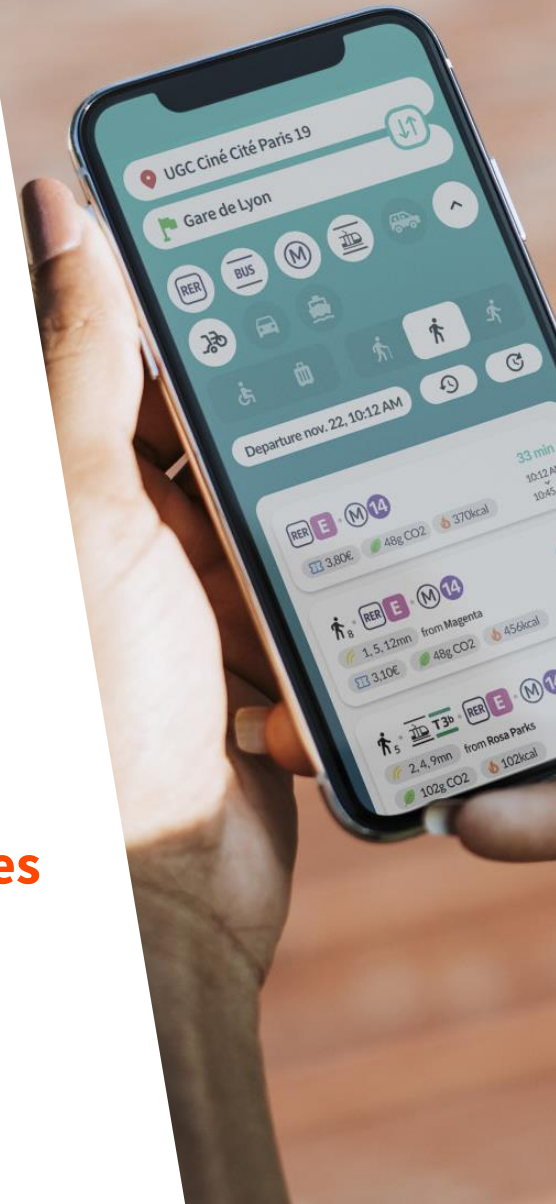 UGC Ciné Cité Paris 19
Gare de Lyon
RER BUS M
Departure nov. 22, 10:12 AM
33 min
RER E M 14
10:12 AM
10:45
3,80€ 48g CO2 370kcal
8 RER E M 14
1, 5, 12mn from Magenta
3,10€ 48g CO2 456kcal
5 T3b RER E M
2, 4, 9mn from Rosa Parks
102g CO2 102kcal
es